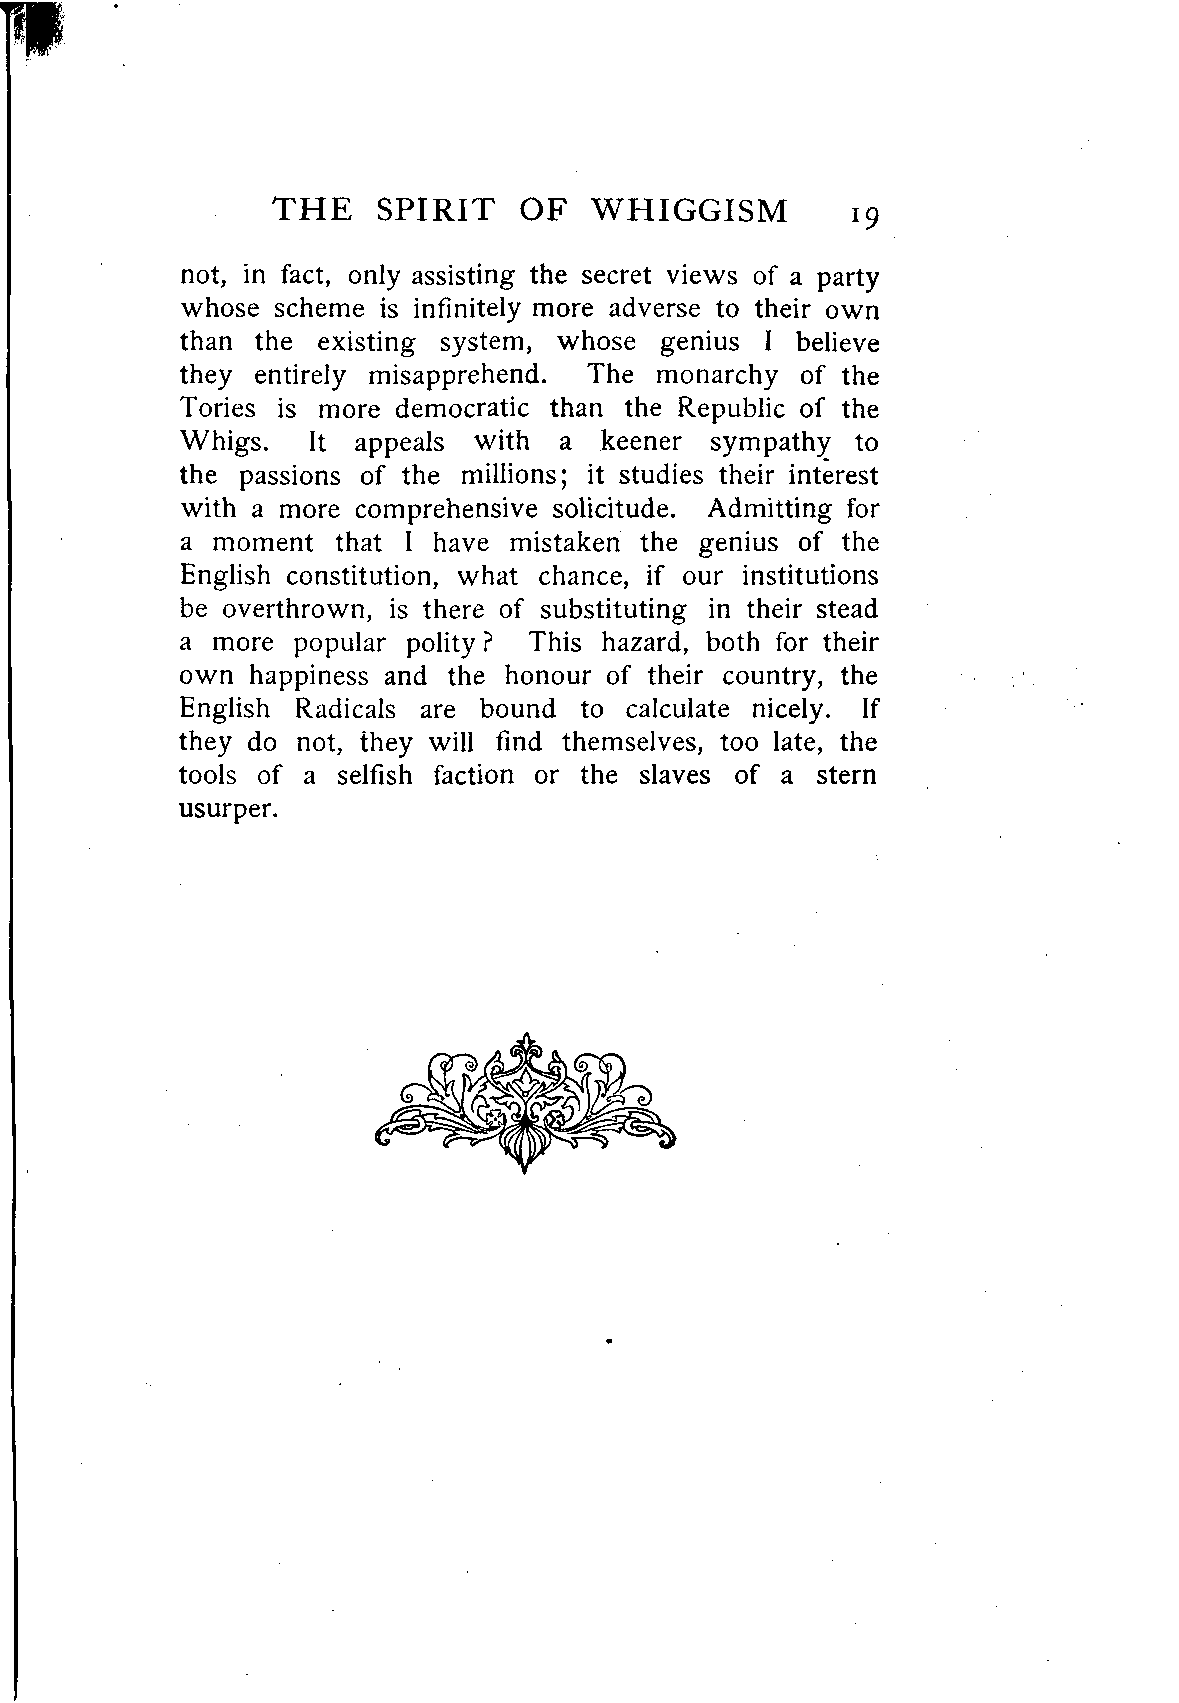 THE SPIRIT OF WHIGGISM 19
not, in fact, only assisting the secret views of a party
whose scheme is infinitely more adverse to their own
than the existing system, whose genius I believe
they entirely misapprehend. The monarchy of the
Tories is more democratic than the Republic of the
Whigs. It appeals with a keener sympathy to
the passions of the millions; it studies their interest
with a more comprehensive solicitude. Admitting for
a moment that I have mistaken the genius of the
English constitution, what chance, if our institutions
be overthrown, is there of substituting in their stead
a more popular polity? This hazard, both for their
own happiness and the honour of their country, the
English Radicals are bound to calculate nicely. If
they do not, they will find themselves, too late, the
tools of a selfish faction or the slaves of a stern
usurper.